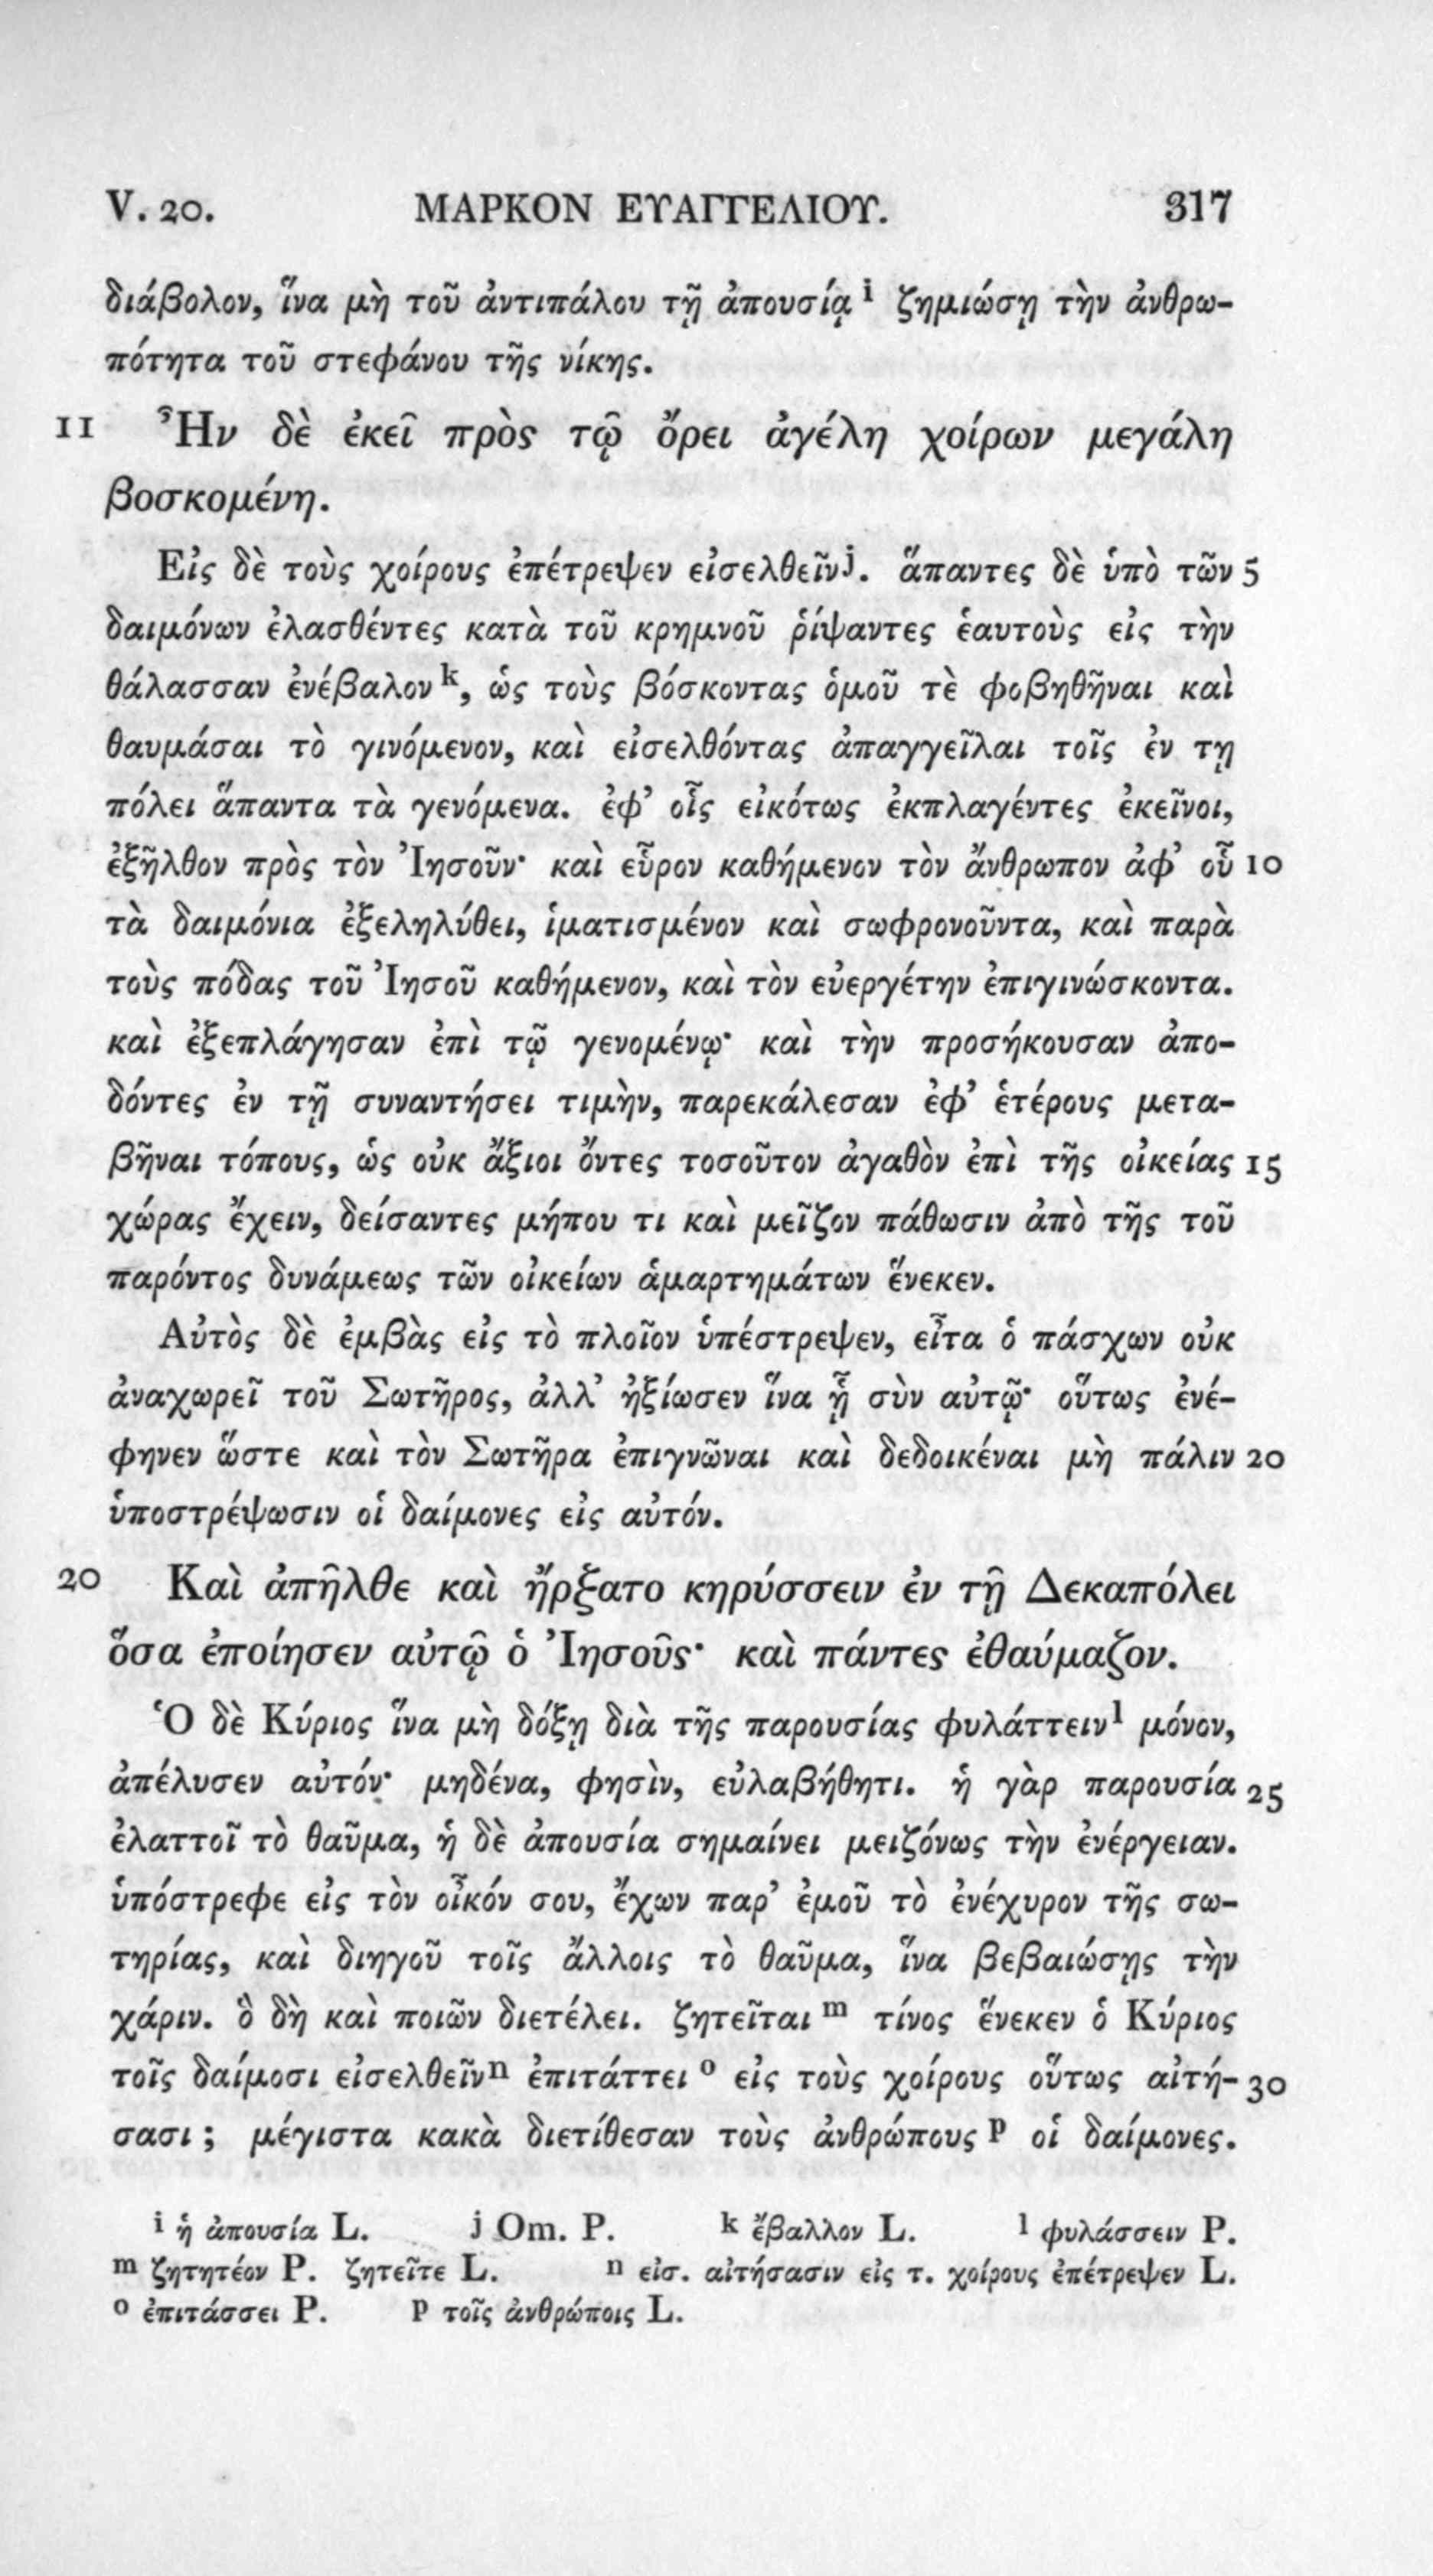 V. 20. ΜΑΡΚΟΝ ΕΥΑΓΓΕΛΙΟΥ. 317
διάβολον, ἵνα μὴ τοῦ ἀντιπάλου τῇ ἀπουσίᾳ i ζημιώσῃ τὴν ἀνθρω-
πότητα τοῦ στεφάνου τῆς νίκης.
11 Ἦν δὲ ἐκεῖ πρὸς τῷ ὄρει ἀγέλη χοίρων μεγάλη
βοσκομένη.
Εἰς δὲ τοὺς χοίρους ἐπέτρεψεν εἰσελθεῖν j. ἅπαντες δὲ ὑπὸ τῶν 5
δαιμόνων ἐλασθέντες κατὰ τοῦ κρημνοῦ ῥίψαντες ἑαυτοὺς εἰς τὴν
θάλασσαν ἐνέβαλον k, ὡς τοὺς βόσκοντας ὁμοῦ τὲ φοβηθῆναι καὶ
θαυμάσαι τὸ γινόμενον, καὶ εἰσελθόντας ἀπαγγεῖλαι τοῖς ἐν τῃ
πόλει ἅπαντα τὰ γενόμενα. ἐφ’ οἷς εἰκότως ἐκπλαγέντες ἐκεῖνοι,
ἐξῆλθον πρὸς τὸν Ἰησοῦν· καὶ εὗρον καθήμενον τὸν ἄνθρωπον ἀφ’ οὗ 10
τὰ δαιμόνια ἐξεληλύθει, ἱματισμένον καὶ σωφρονοῦντα, καὶ παρὰ
τοὺς πόδας τοῦ Ἰησοῦ καθήμενον, καὶ τὸν εὐεργέτην ἐπιγινώσκοντα.
καὶ ἐξεπλάγησαν ἐπὶ τῷ γενομένῳ· καὶ τὴν προσήκουσαν ἀπο-
δόντες ἐν τῇ συναντήσει τιμὴν, παρεκάλεσαν ἐφ’ ἑτέρους μετα-
βῆναι τόπους, ὡς οὐκ ἄξιοι ὄντες τοσοῦτον ἀγαθὸν ἐπὶ τῆς οἰκείας 15
χώρας ἔχειν, δείσαντες μήπου τι καὶ μεῖζον πάθωσιν ἀπὸ τῆς τοῦ
παρόντος δυνάμεως τῶν οἰκείων ἁμαρτημάτων ἕνεκεν.
Αὐτὸς δὲ ἐμβὰς εἰς τὸ πλοῖον ὑπέστρεψεν, εἶτα ὁ πάσχων οὐκ
ἀναχωρεῖ τοῦ Σωτῆρος, ἀλλ’ ἠξίωσεν ἵνα ᾖ σὺν αὐτῷ· οὕτως ἐνέ-
φηνεν ὥστε καὶ τὸν Σωτῆρα ἐπιγνῶναι καὶ δεδοικέναι μὴ πάλιν 20
ὑποστρέψωσιν οἱ δαίμονες εἰς αὐτόν.
20 Καὶ ἀπῆλθε καὶ ἤρξατο κηρύσσειν ἐν τῇ Δεκαπόλει
ὅσα ἐποίησεν αὐτῷ ὁ Ἰησοῦς· καὶ πάντες ἐθαύμαζον.
Ὁ δὲ Κύριος ἵνα μὴ δόξῃ διὰ τῆς παρουσίας φυλάττειν l μόνον,
ἀπέλυσεν αὐτόν· μηδένα, φησὶν, εὐλαβήθητι. ἡ γὰρ παρουσία 25
ἐλαττοῖ τὸ θαῦμα, ἡ δὲ ἀπουσία σημαίνει μειζόνως τὴν ἐνέργειαν.
ὑπόστρεφε εἰς τὸν οἶκόν σου, ἔχων παρ’ ἐμοῦ τὸ ἐνέχυρον τῆς σω-
τηρίας, καὶ διηγοῦ τοῖς ἄλλοις τὸ θαῦμα, ἵνα βεβαιώσῃς τὴν
χάριν. ὃ δὴ καὶ ποιῶν διετέλει. ζητεῖται m τίνος ἕνεκεν ὁ Κύριος
τοῖς δαίμοσι εἰσελθεῖν n ἐπιτάττει o εἰς τοὺς χοίρους οὕτως αἰτή- 30
σασι ; μέγιστα κακὰ διετίθεσαν τοὺς ἀνθρώπους p οἱ δαίμονες.
i ἡ ἀπουσία L. j Om. P. k ἔβαλλον L. l φυλάσσειν P.
m ζητητέον P. ζητεῖτε L. n εἰσ. αἰτήσασιν εἰς τ. χοίρους ἐπέτρεψεν L.
o ἐπιτάσσει P. p τοῖς ἀνθρώποις L.